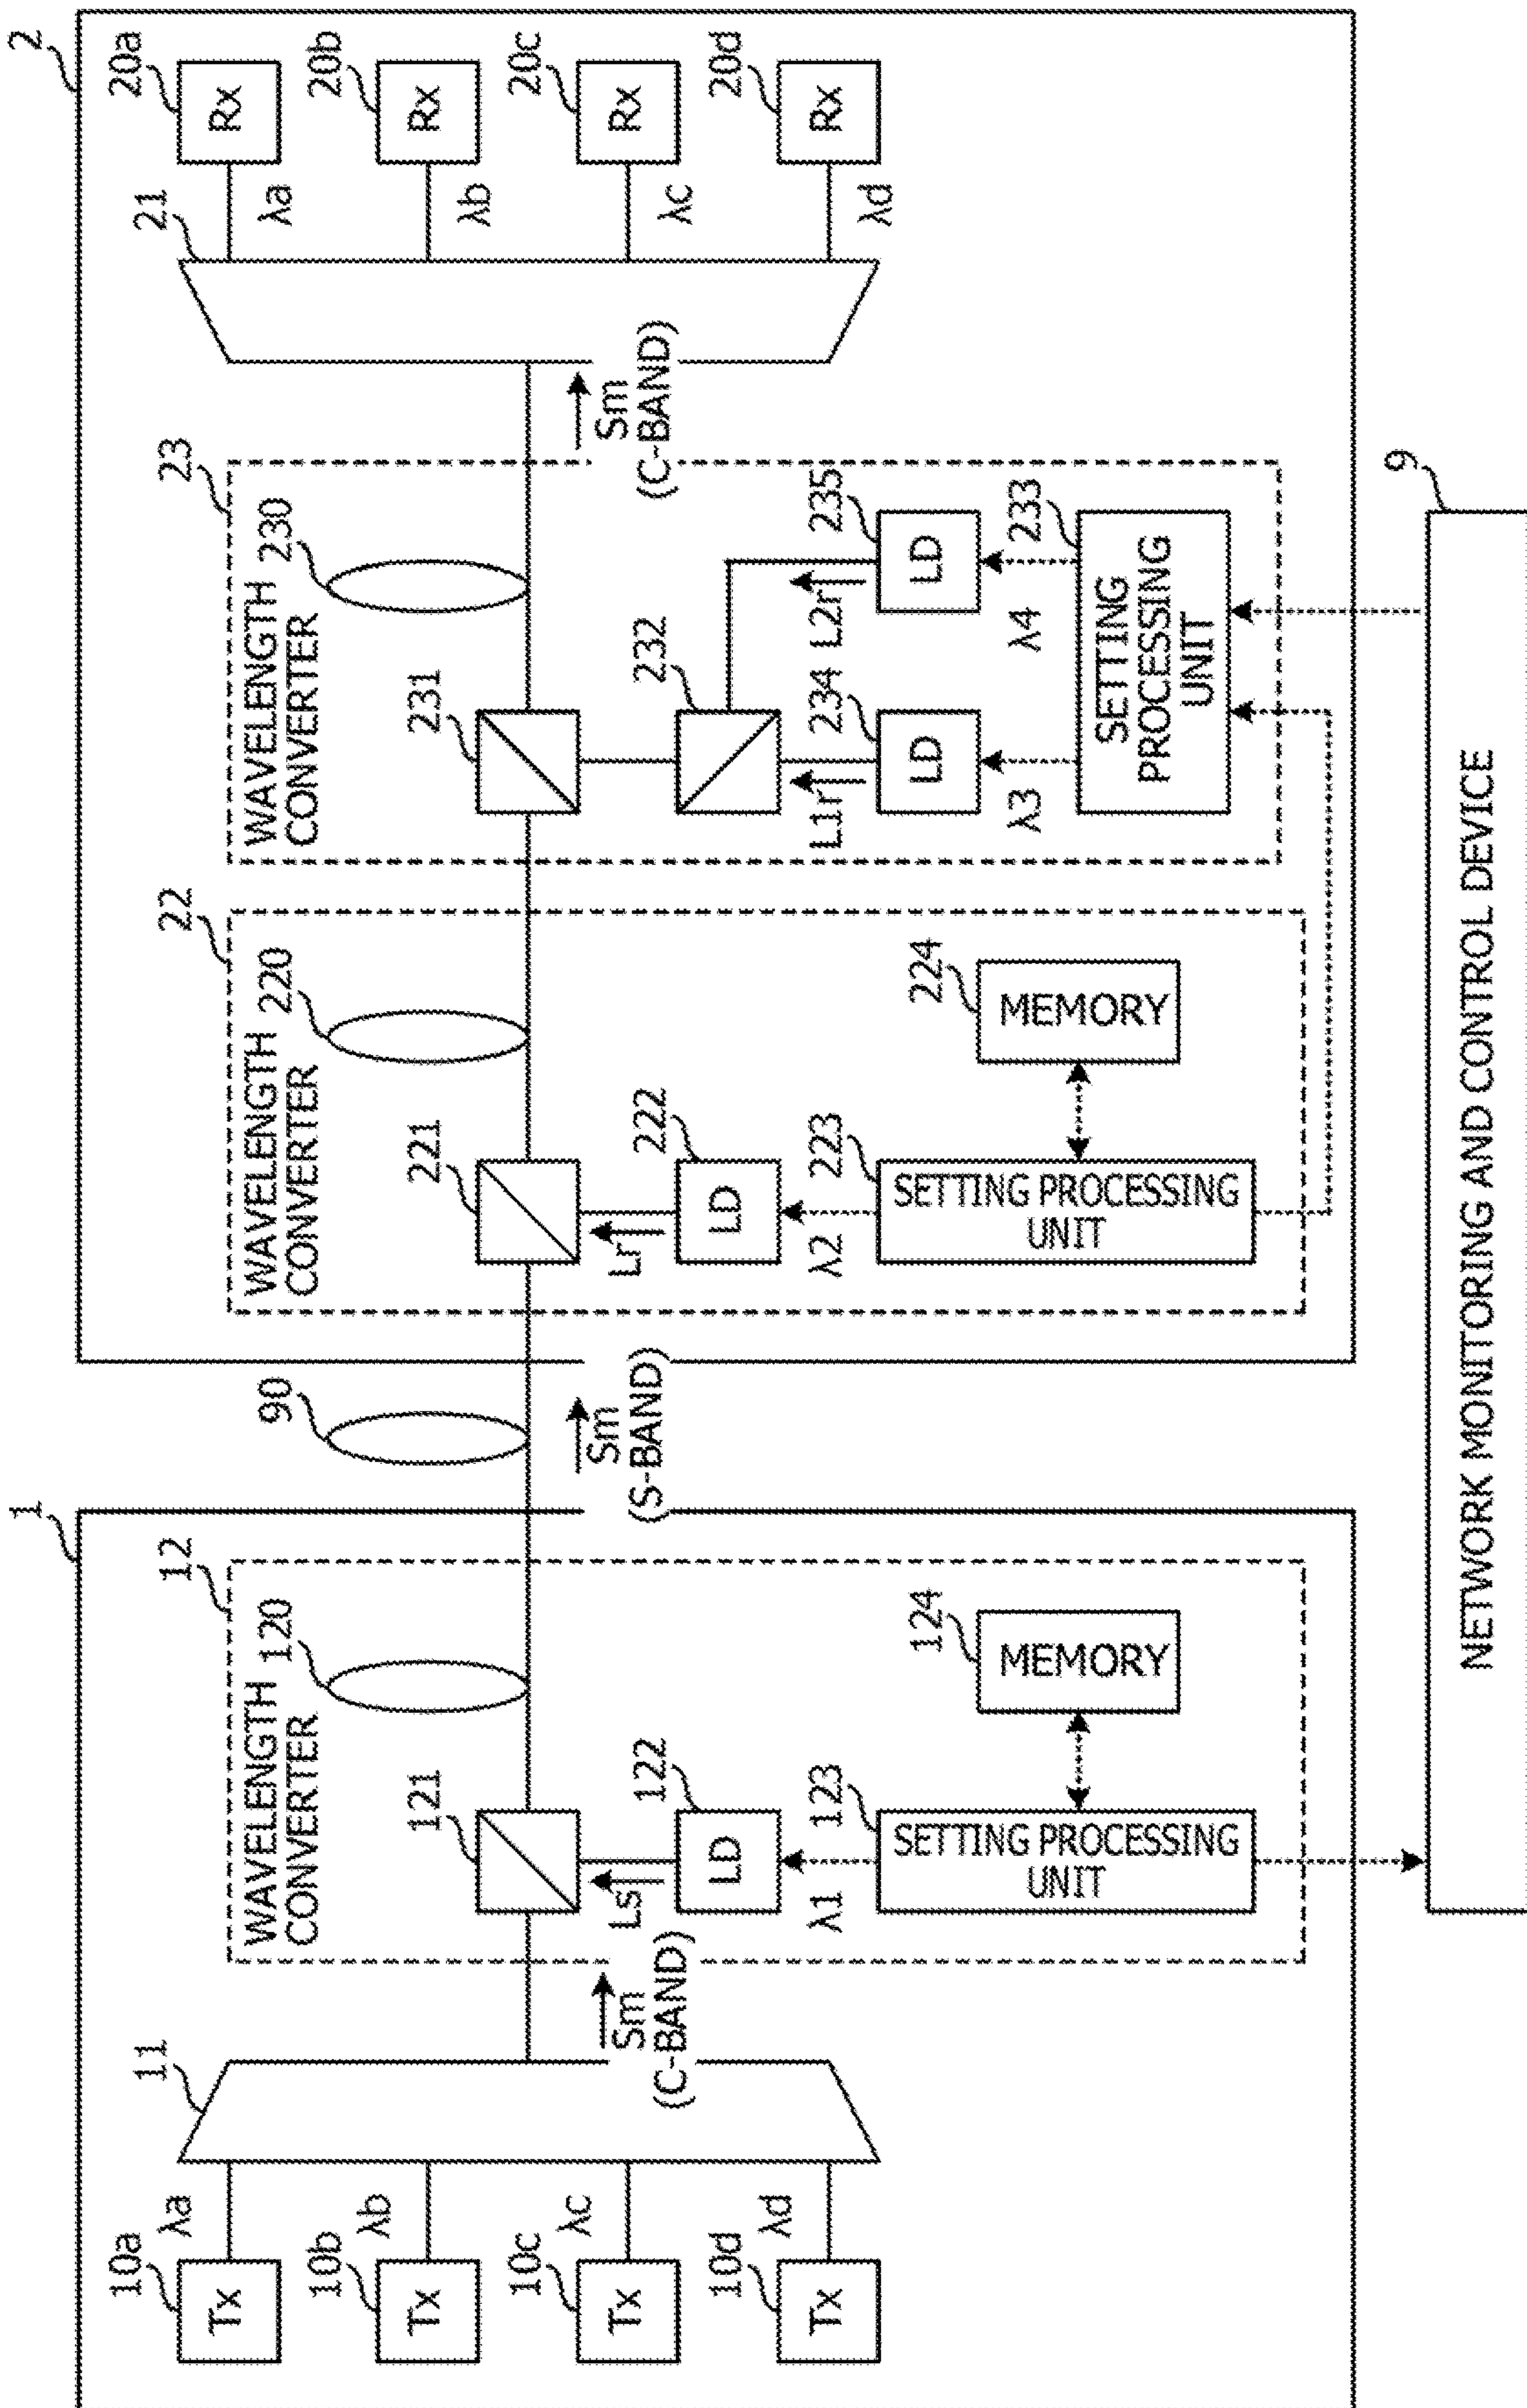 1
10a
Tx
λa
10b
Tx
λb
10c
Tx
λc
10d
Tx
λd
11
Sm
(C-BAND)
12
WAVELENGTH
CONVERTER
120
121
Ls
122
LD
λ1
123
SETTING PROCESSING
UNIT
124
MEMORY
90
Sm
(S-BAND)
2
22
WAVELENGTH
CONVERTER
220
221
Lr
222
LD
λ2
223
SETTING PROCESSING
UNIT
224
MEMORY
23
WAVELENGTH
CONVERTER
230
231
232
L1r
234
LD
L2r
235
LD
λ3
λ4
233
SETTING
PROCESSING
UNIT
Sm
(C-BAND)
21
20a
Rx
λa
20b
Rx
λb
20c
Rx
λc
20d
Rx
λd
9
NETWORK MONITORING AND CONTROL DEVICE